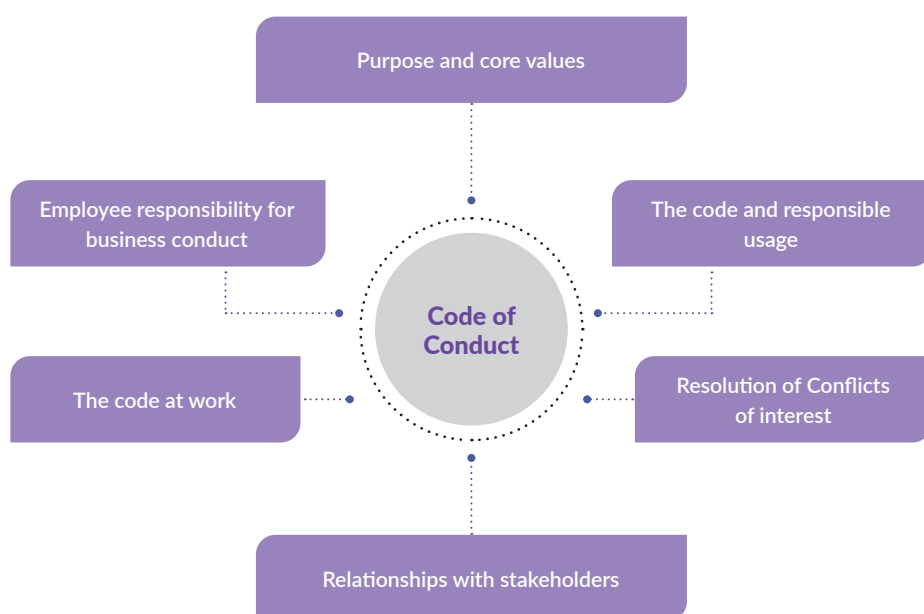 Purpose and core values
Employee responsibility for
business conduct
The code and responsible
usage
Code of
Conduct
The code at work
Resolution of Conflicts
of interest
Relationships with stakeholders